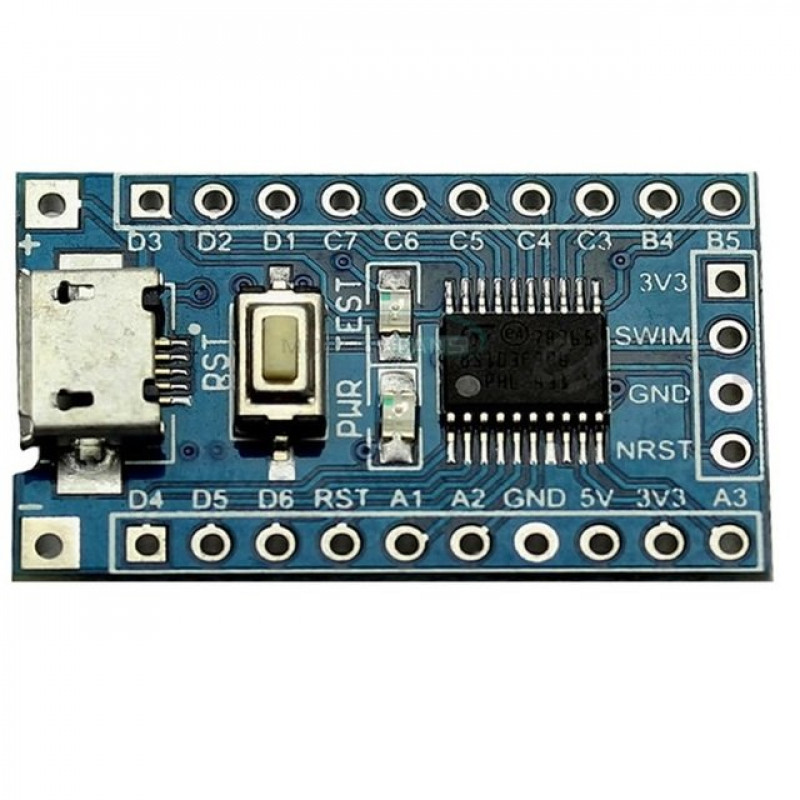 D3 D2 D1 C7 C6 C5 C4 C3 B4 B5
+
3V3
TEST
SWIM
RST
GND
PWR
NRST
D4 D5 D6 RST A1 A2 GND 5V 3V3 A3
-